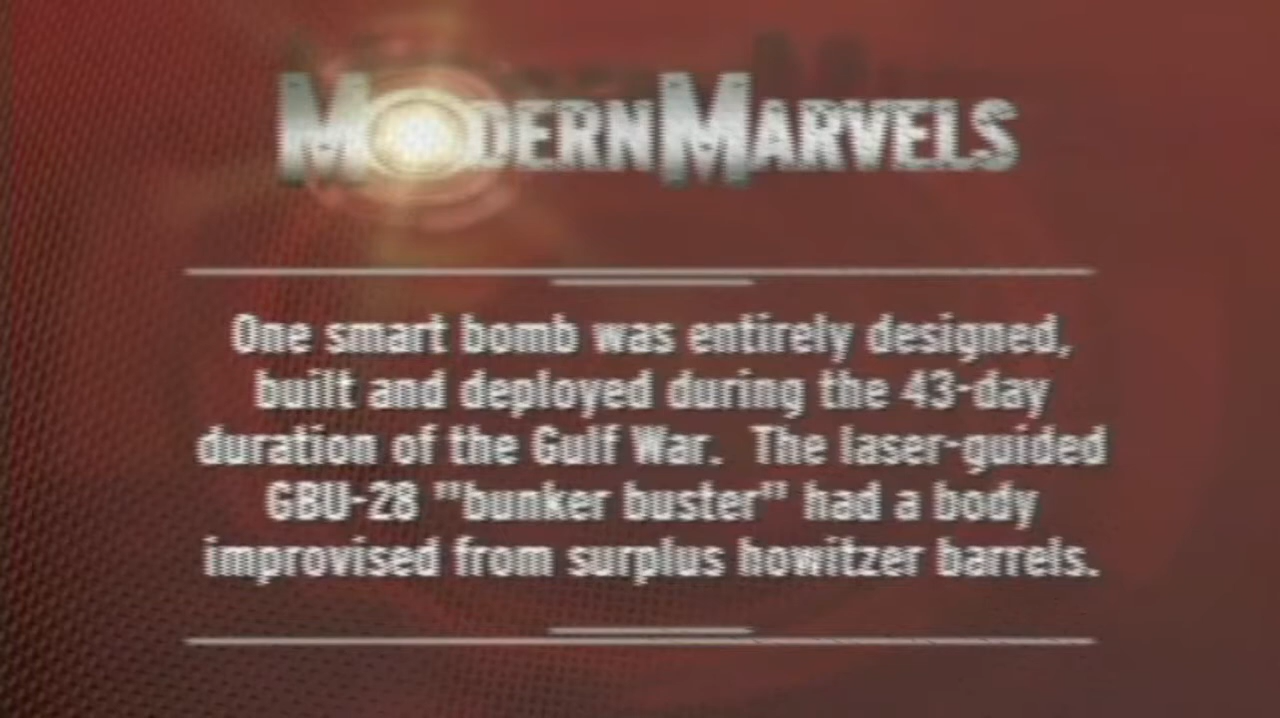 MODERNMARVELS
One smart bomb was entirely designed,
built and deployed during the 43-day
duration of the Gulf War. The laser-guided
GBU-28 "bunker buster" had a body
improvised from surplus howitzer barrels.